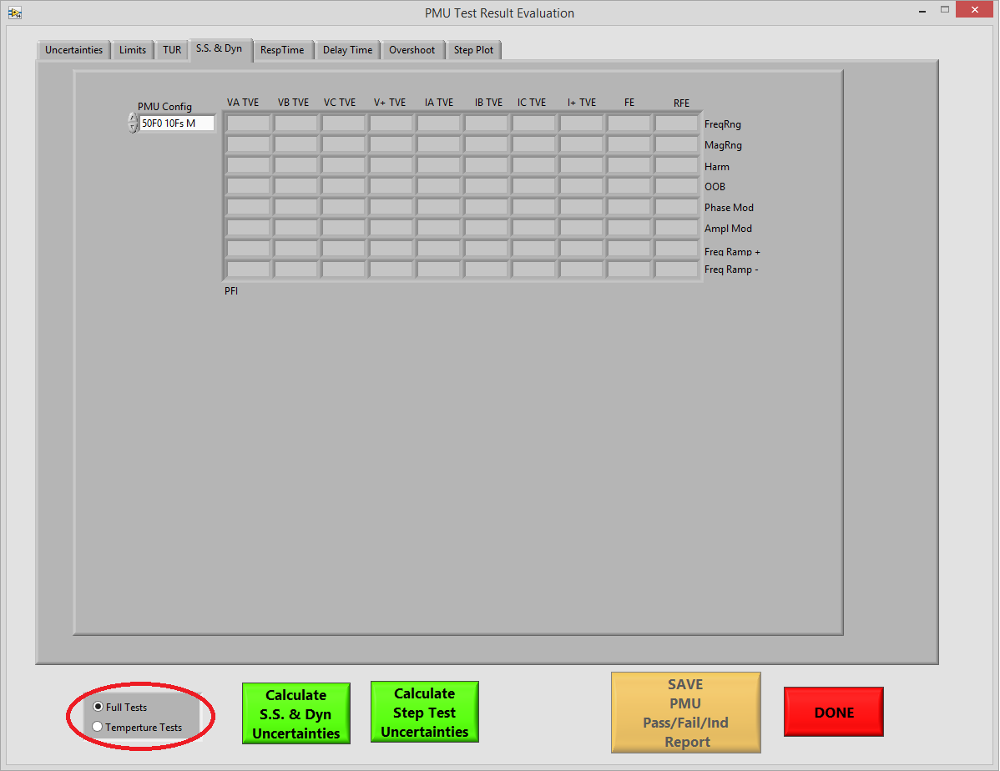 PMU Test Result Evaluation
Uncertainties Limits TUR S.S. & Dyn RespTime Delay Time Overshoot Step Plot
PMU Config
50F0 10Fs M
VA TVE VB TVE VC TVE V+ TVE IA TVE IB TVE IC TVE I+ TVE FE RFE
FreqRng
MagRng
Harm
OOB
Phase Mod
Ampl Mod
Freq Ramp +
Freq Ramp -
PFI
Full Tests
Temperture Tests
Calculate
S.S. & Dyn
Uncertainties
Calculate
Step Test
Uncertainties
SAVE
PMU
Pass/Fail/Ind
Report
DONE